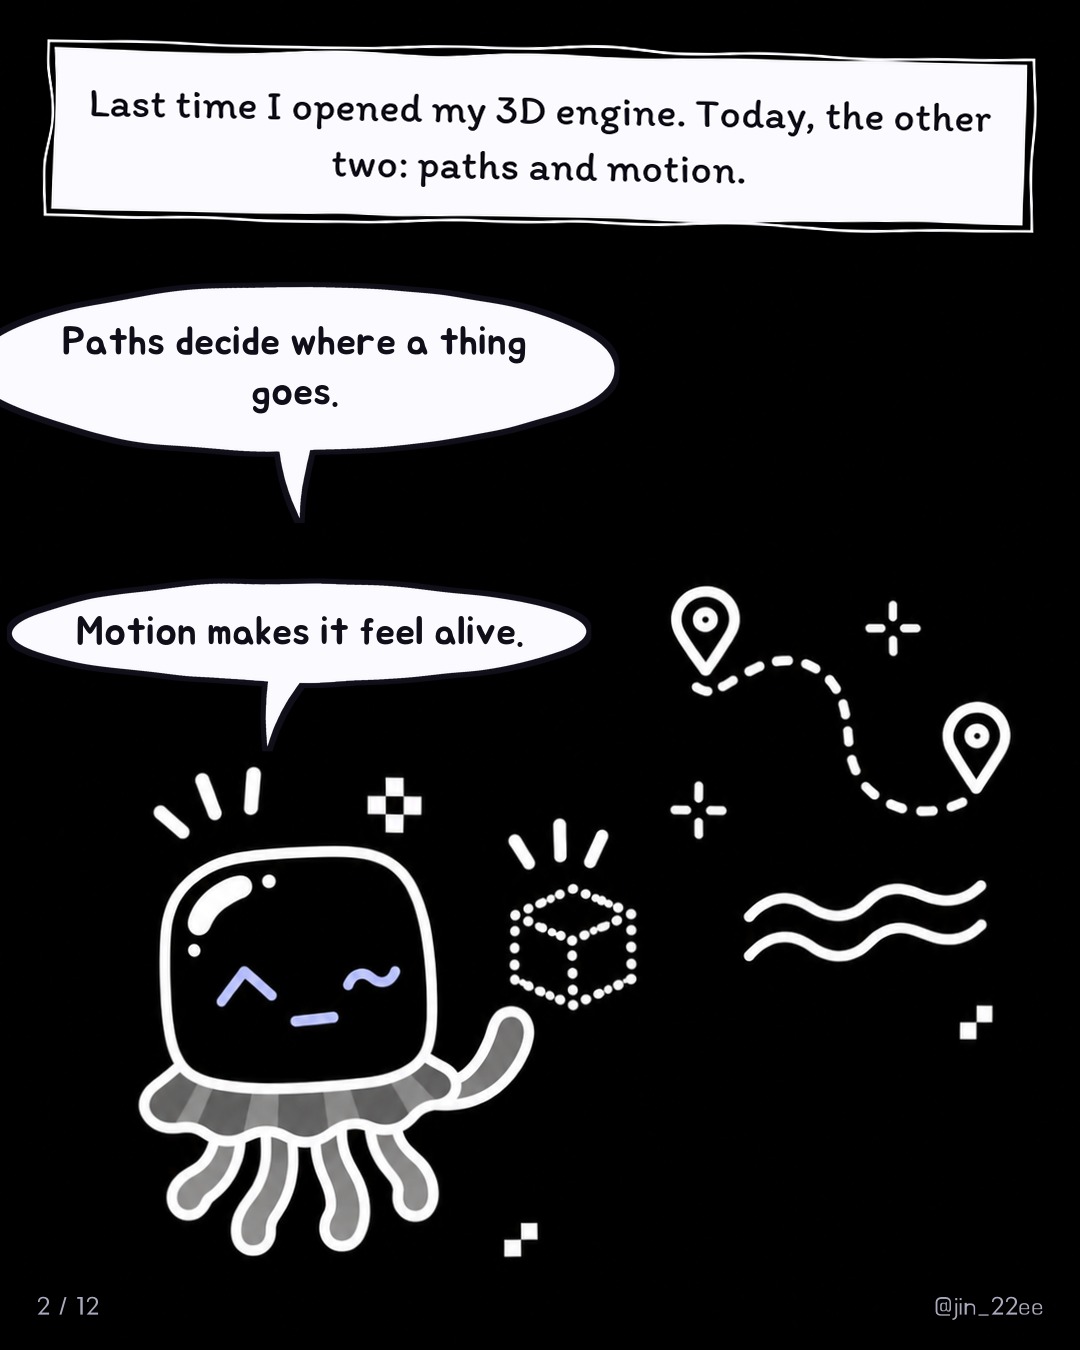 Last time I opened my 3D engine. Today, the other
two: paths and motion.
Paths decide where a thing
goes.
Motion makes it feel alive.
2 / 12
@jin_22ee